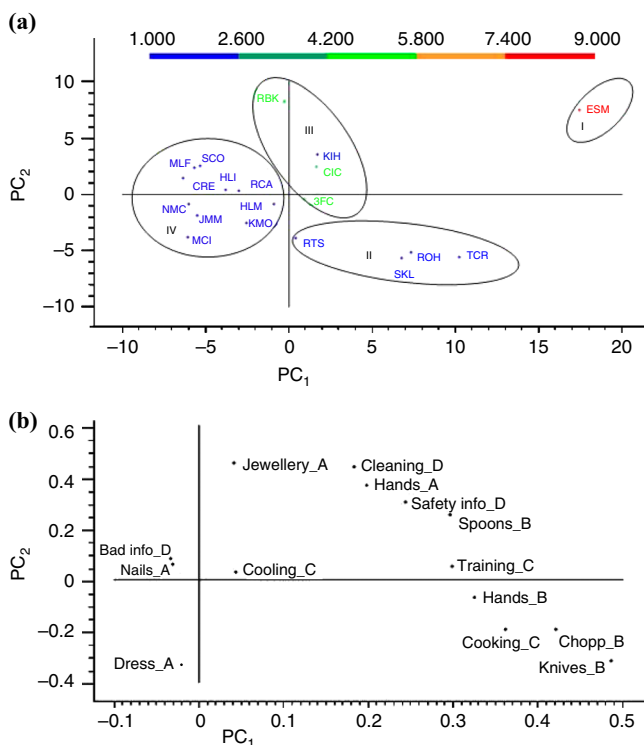 (a)
1.000 2.600 4.200 5.800 7.400 9.000
10
5
0
−5
−10
PC2
RBK
ESM
I
III
KIH
CIC
3FC
SCO
MLF
HLI
CRE
RCA
NMC
HLM
JMM
KMO
IV
MCI
RTS
II
ROH
TCR
SKL
−10 −5 0 5 10 15 20
PC1
(b)
0.6
0.4
0.2
0
−0.2
−0.4
PC2
Jewellery_A
Cleaning_D
Hands_A
Safety info_D
Spoons_B
Bad info_D
Nails_A
Cooling_C
Training_C
Hands_B
Cooking_C
Chopp_B
Dress_A
Knives_B
−0.1 0 0.1 0.2 0.3 0.4 0.5
PC1